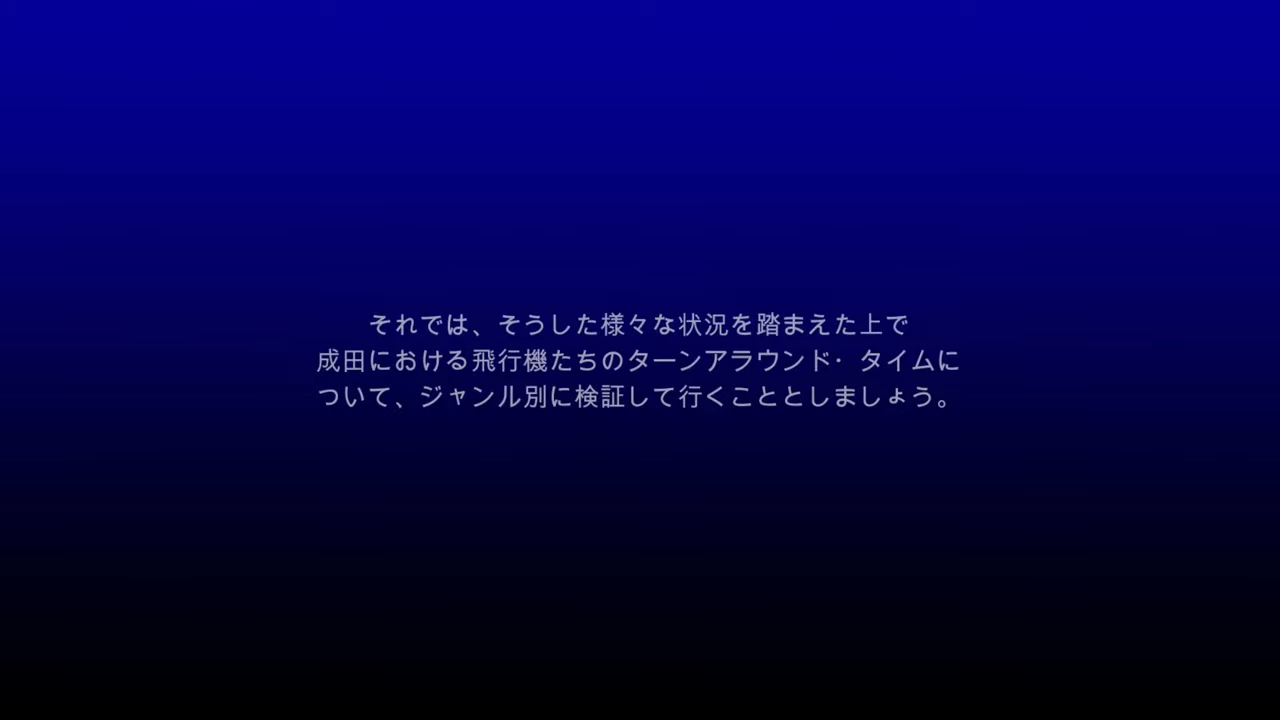 それでは、そうした様々な状況を踏まえた上で
成田における飛行機たちのターンアラウンド・タイムに
ついて、ジャンル別に検証して行くこととしましょう。